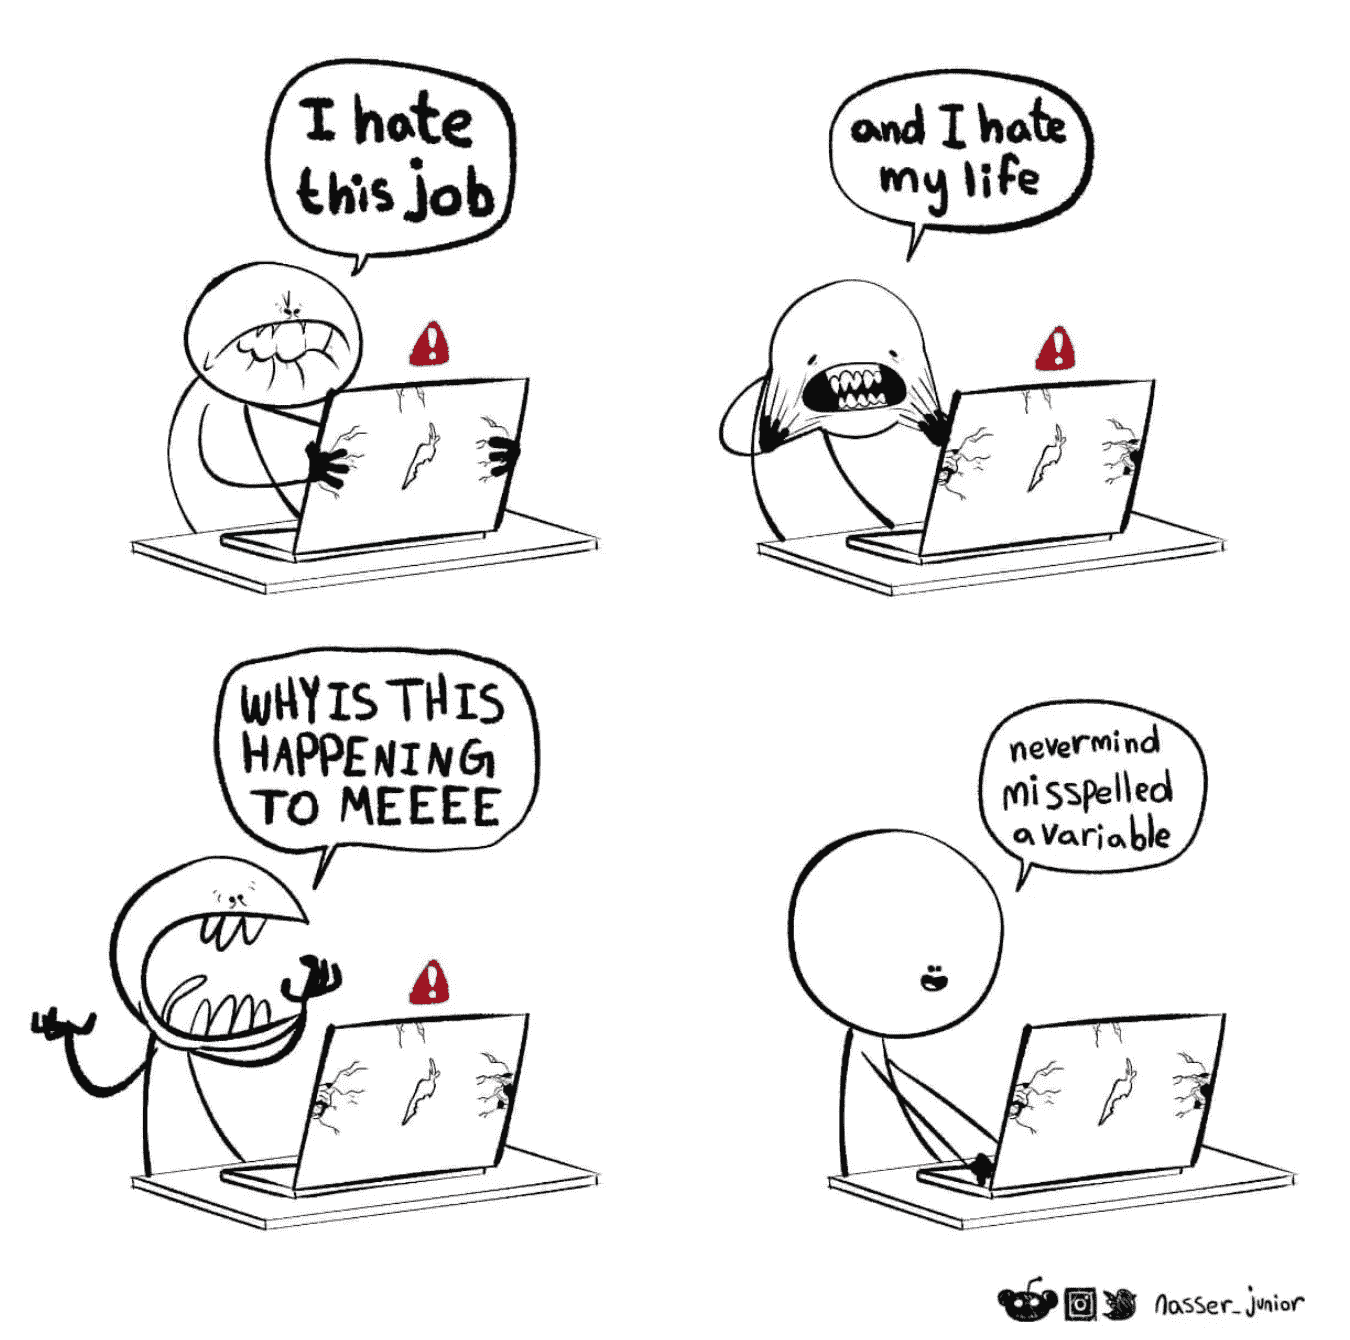 I hate
this job
and I hate
my life
WHY IS THIS
HAPPENING
TO MEEEE
nevermind
misspelled
a variable
nasser_junior